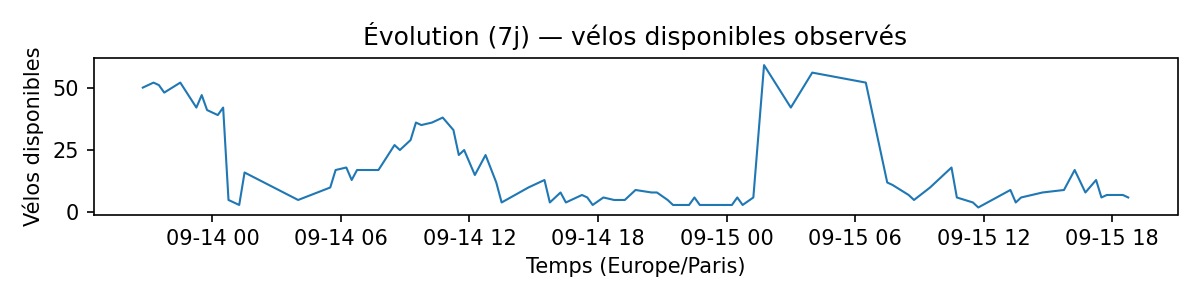 Évolution (7j) — vélos disponibles observés
Vélos disponibles
50
25
0
09-14 00 09-14 06 09-14 12 09-14 18 09-15 00 09-15 06 09-15 12 09-15 18
Temps (Europe/Paris)